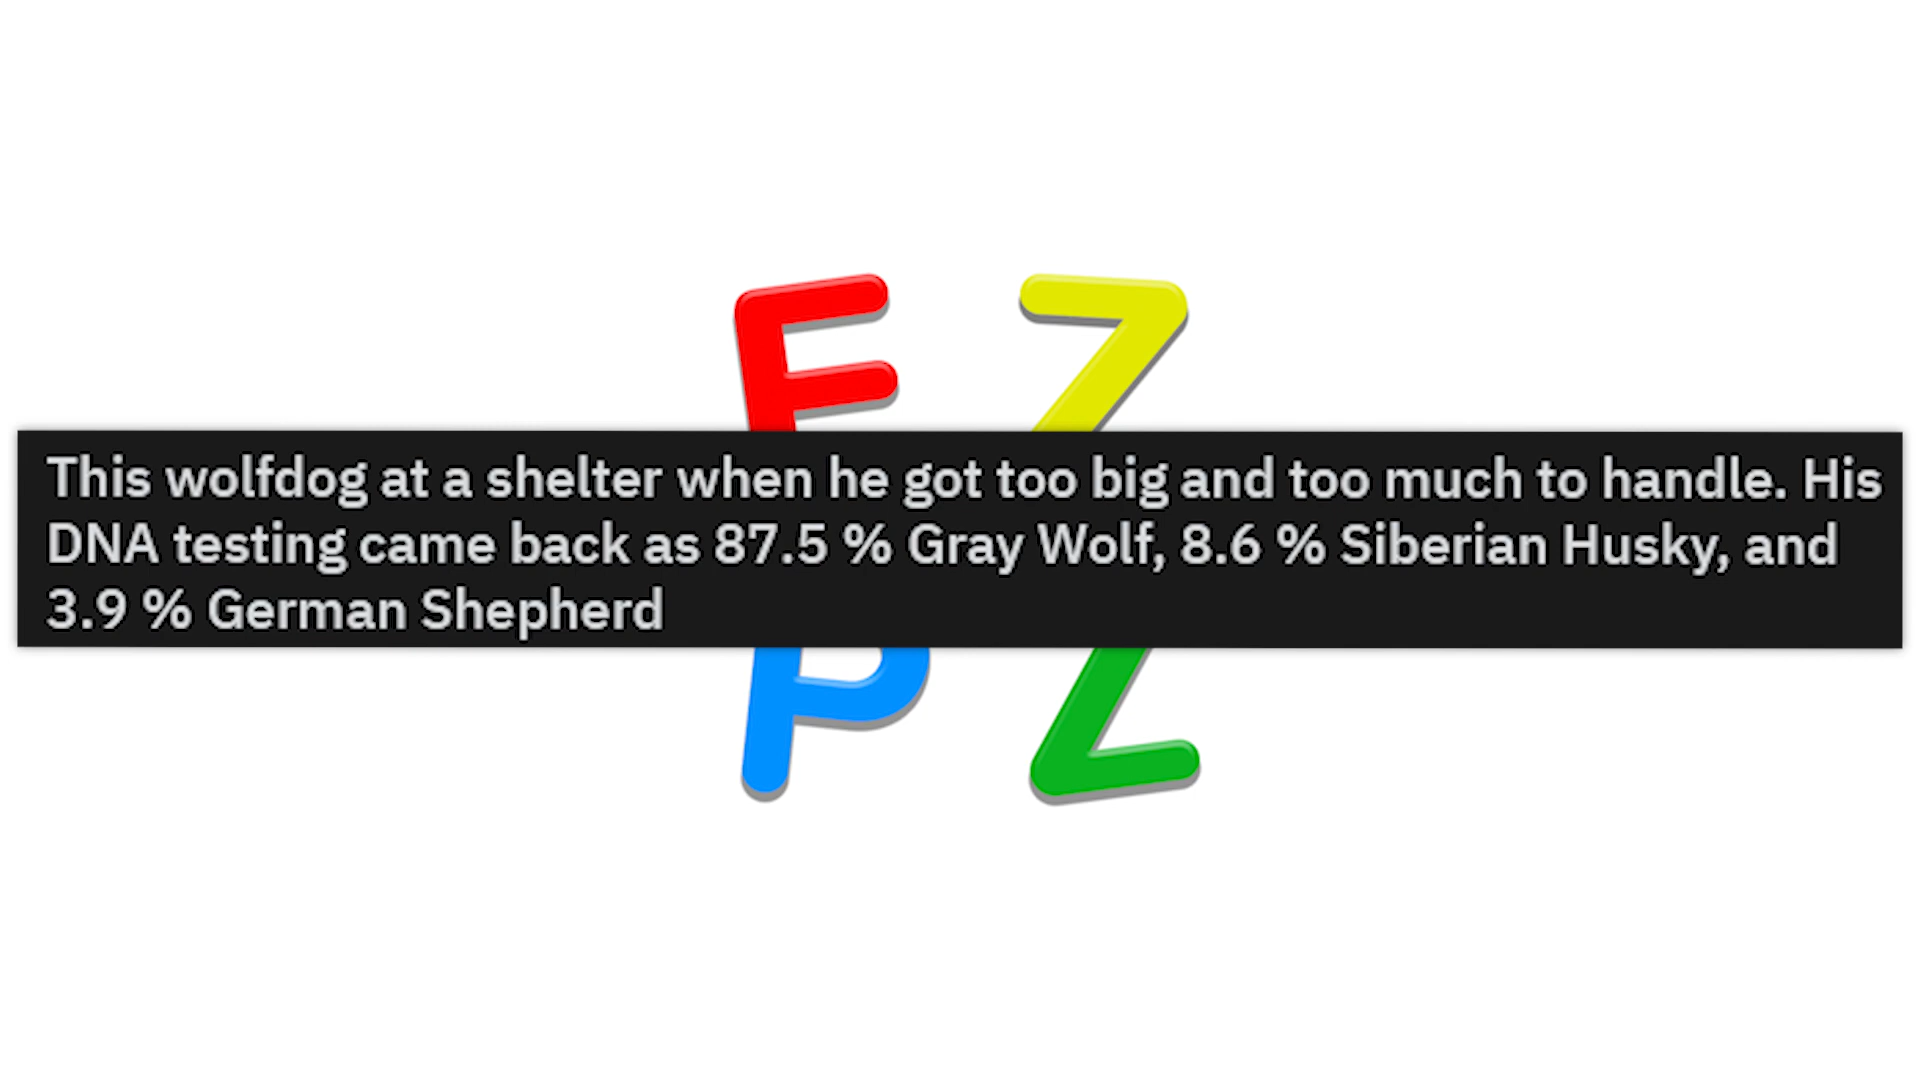 F Z
This wolfdog at a shelter when he got too big and too much to handle. His
DNA testing came back as 87.5 % Gray Wolf, 8.6 % Siberian Husky, and
3.9 % German Shepherd
P Z